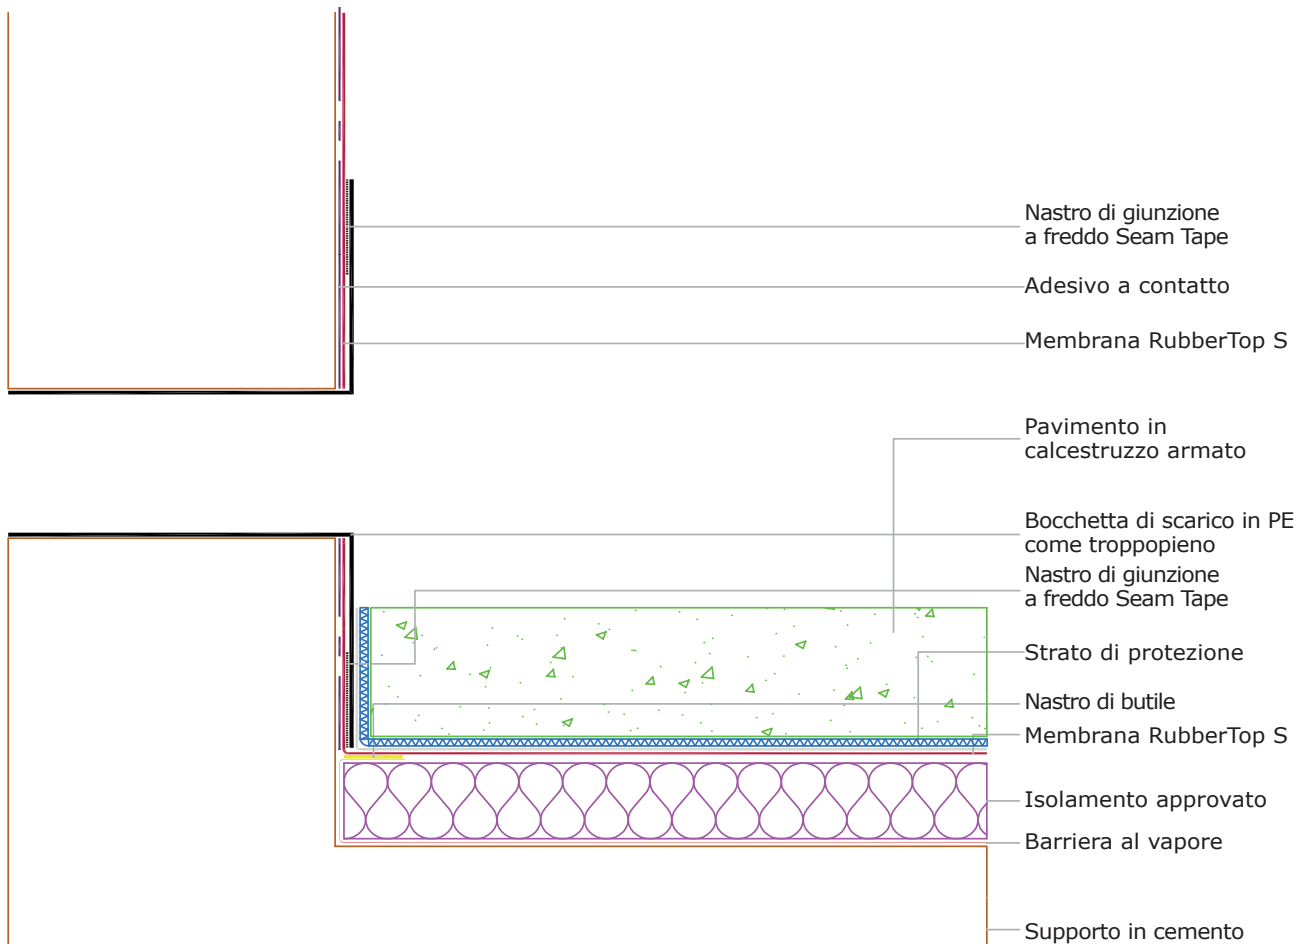 Nastro di giunzione
a freddo Seam Tape
Adesivo a contatto
Membrana RubberTop S
Pavimento in
calcestruzzo armato
Bocchetta di scarico in PE
come troppopieno
Nastro di giunzione
a freddo Seam Tape
Strato di protezione
Nastro di butile
Membrana RubberTop S
Isolamento approvato
Barriera al vapore
Supporto in cemento